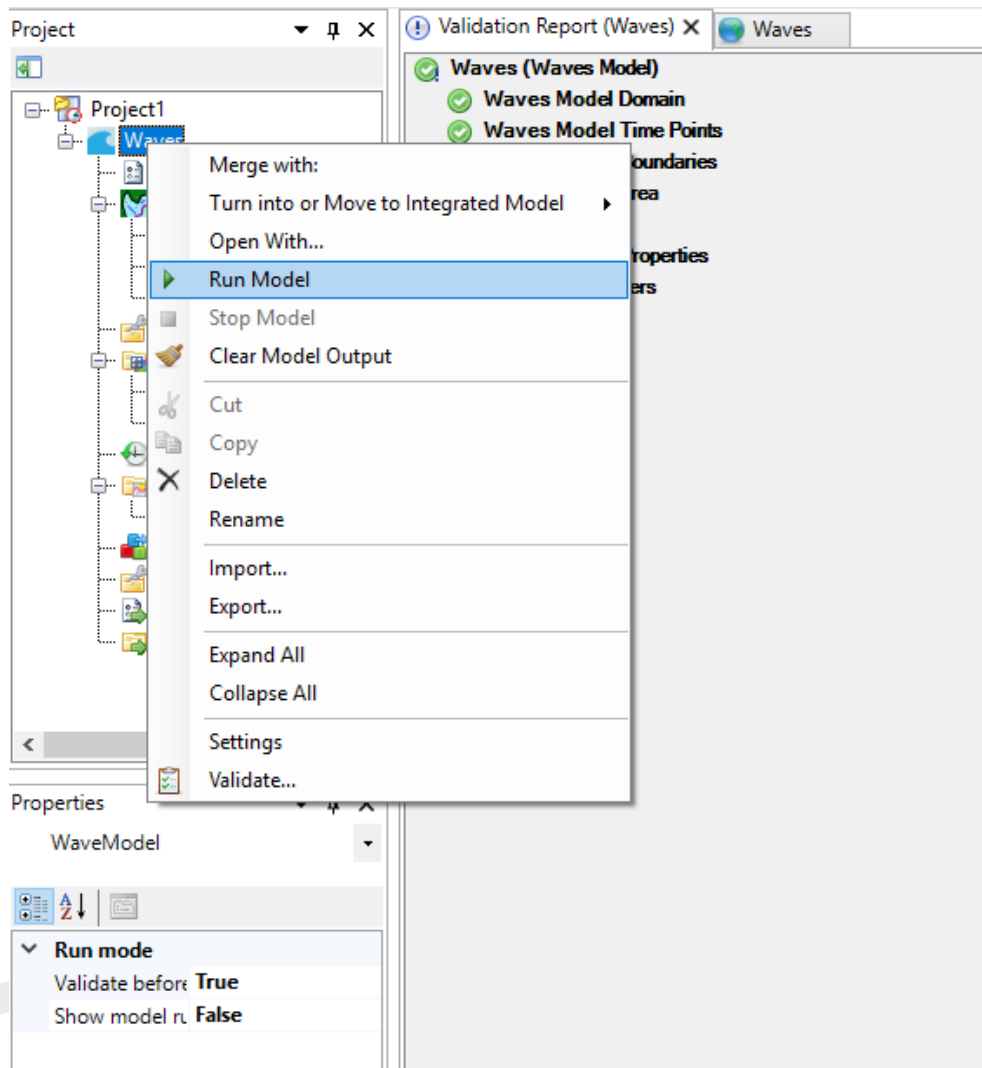 Project
Project1
Waves
Merge with:
Turn into or Move to Integrated Model
Open With...
Run Model
Stop Model
Clear Model Output
Cut
Copy
Delete
Rename
Import...
Export...
Expand All
Collapse All
Settings
Validate...
Properties
WaveModel
Run mode
Validate before True
Show model ru False
Validation Report (Waves)
Waves
Waves (Waves Model)
Waves Model Domain
Waves Model Time Points
oundaries
rea
roperties
ers